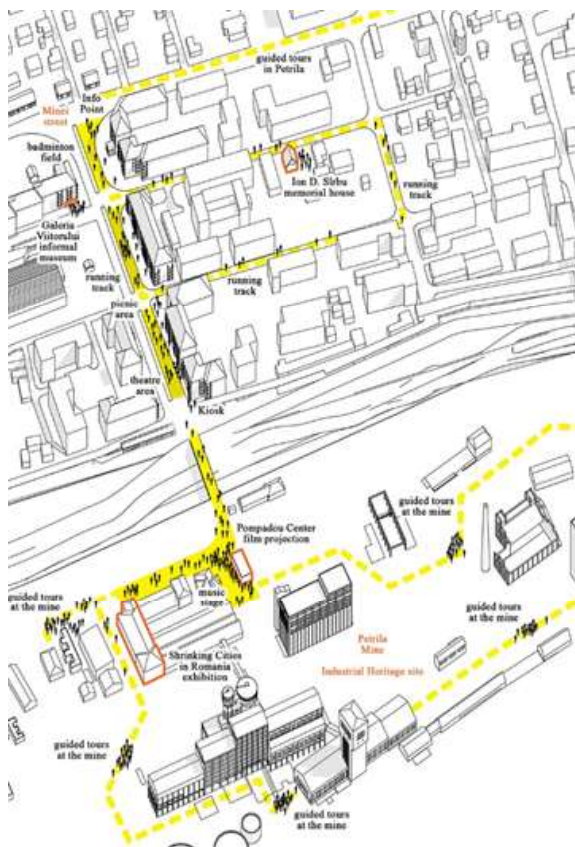 guided tours
in Petrila
Info
Point
Minei
street
badminton
field
Ion D. Sîrbu
memorial house
running
track
Galeria
Viitorului
informal
museum
running
track
running
track
picnic
area
theatre
area
Kiosk
guided tours
at the mine
Pompadou Center
film projection
guided tours
at the mine
music
stage
guided tours
at the mine
Petrila
Mine
Shrinking Cities
in Romania
exhibition
Industrial Heritage site
guided tours
at the mine
guided tours
at the mine